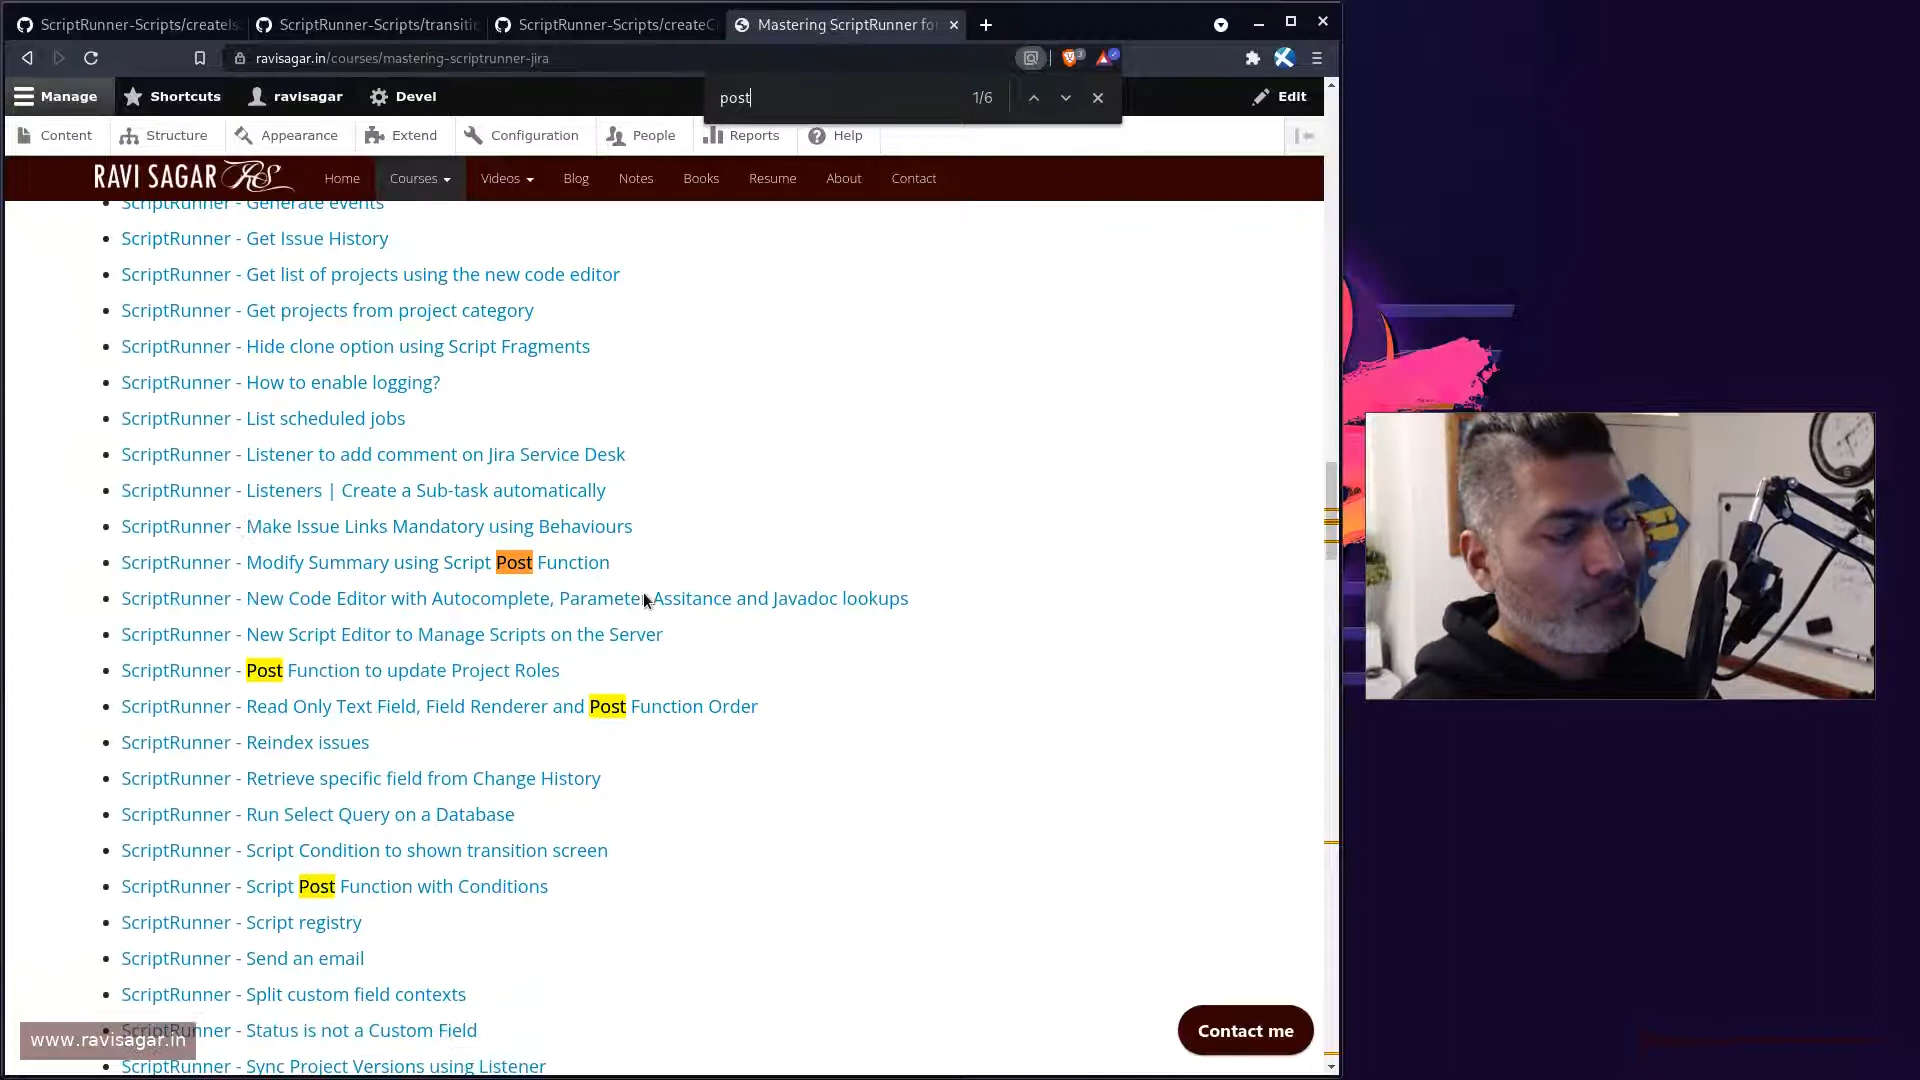 ScriptRunner-Scripts/createIs
ScriptRunner-Scripts/transitio
ScriptRunner-Scripts/createC
Mastering ScriptRunner for
ravisagar.in/courses/mastering-scriptrunner-jira
post 1/6
Manage Shortcuts ravisagar Devel Edit
Content Structure Appearance Extend Configuration People Reports Help
RAVI SAGAR RS Home Courses Videos Blog Notes Books Resume About Contact
ScriptRunner - Generate events
ScriptRunner - Get Issue History
ScriptRunner - Get list of projects using the new code editor
ScriptRunner - Get projects from project category
ScriptRunner - Hide clone option using Script Fragments
ScriptRunner - How to enable logging?
ScriptRunner - List scheduled jobs
ScriptRunner - Listener to add comment on Jira Service Desk
ScriptRunner - Listeners | Create a Sub-task automatically
ScriptRunner - Make Issue Links Mandatory using Behaviours
ScriptRunner - Modify Summary using Script Post Function
ScriptRunner - New Code Editor with Autocomplete, Parameter Assitance and Javadoc lookups
ScriptRunner - New Script Editor to Manage Scripts on the Server
ScriptRunner - Post Function to update Project Roles
ScriptRunner - Read Only Text Field, Field Renderer and Post Function Order
ScriptRunner - Reindex issues
ScriptRunner - Retrieve specific field from Change History
ScriptRunner - Run Select Query on a Database
ScriptRunner - Script Condition to shown transition screen
ScriptRunner - Script Post Function with Conditions
ScriptRunner - Script registry
ScriptRunner - Send an email
ScriptRunner - Split custom field contexts
ScriptRunner - Status is not a Custom Field
ScriptRunner - Sync Project Versions using Listener
www.ravisagar.in
Contact me